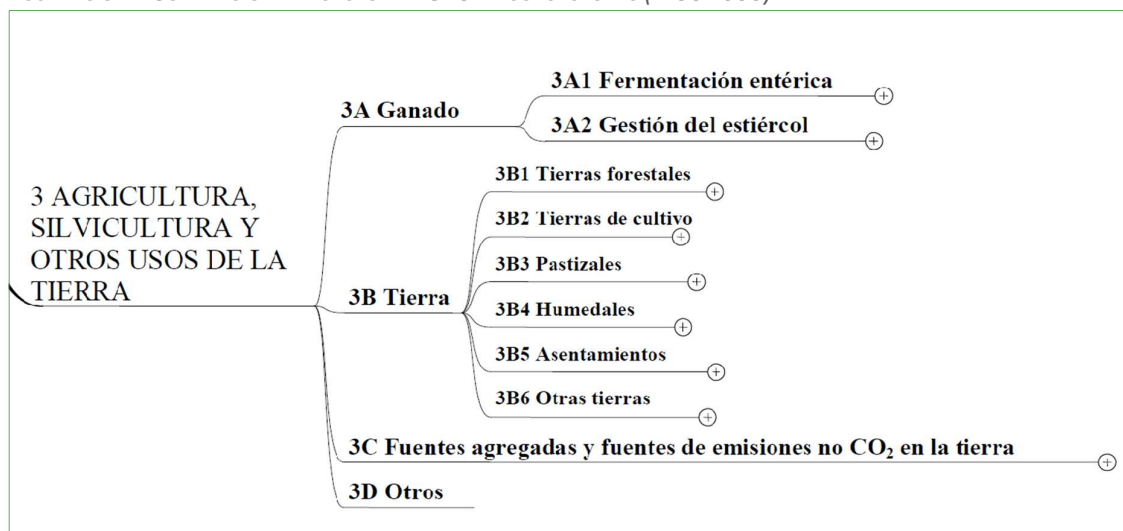 3A1 Fermentación entérica
3A Ganado
3A2 Gestión del estiércol
3B1 Tierras forestales
3 AGRICULTURA,
SILVICULTURA Y
OTROS USOS DE LA
TIERRA
3B2 Tierras de cultivo
3B3 Pastizales
3B Tierra
3B4 Humedales
3B5 Asentamientos
3B6 Otras tierras
3C Fuentes agregadas y fuentes de emisiones no CO₂ en la tierra
3D Otros